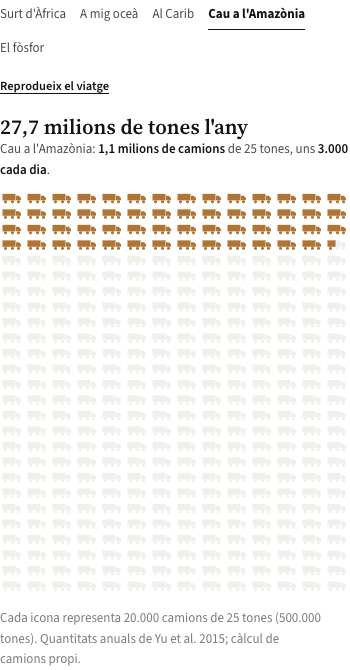 Surt d'Àfrica A mig oceà Al Carib Cau a l'Amazònia
El fòsfor
Reprodueix el viatge
27,7 milions de tones l'any
Cau a l'Amazònia: 1,1 milions de camions de 25 tones, uns 3.000
cada dia.
Cada icona representa 20.000 camions de 25 tones (500.000
tones). Quantitats anuals de Yu et al. 2015; càlcul de
camions propi.